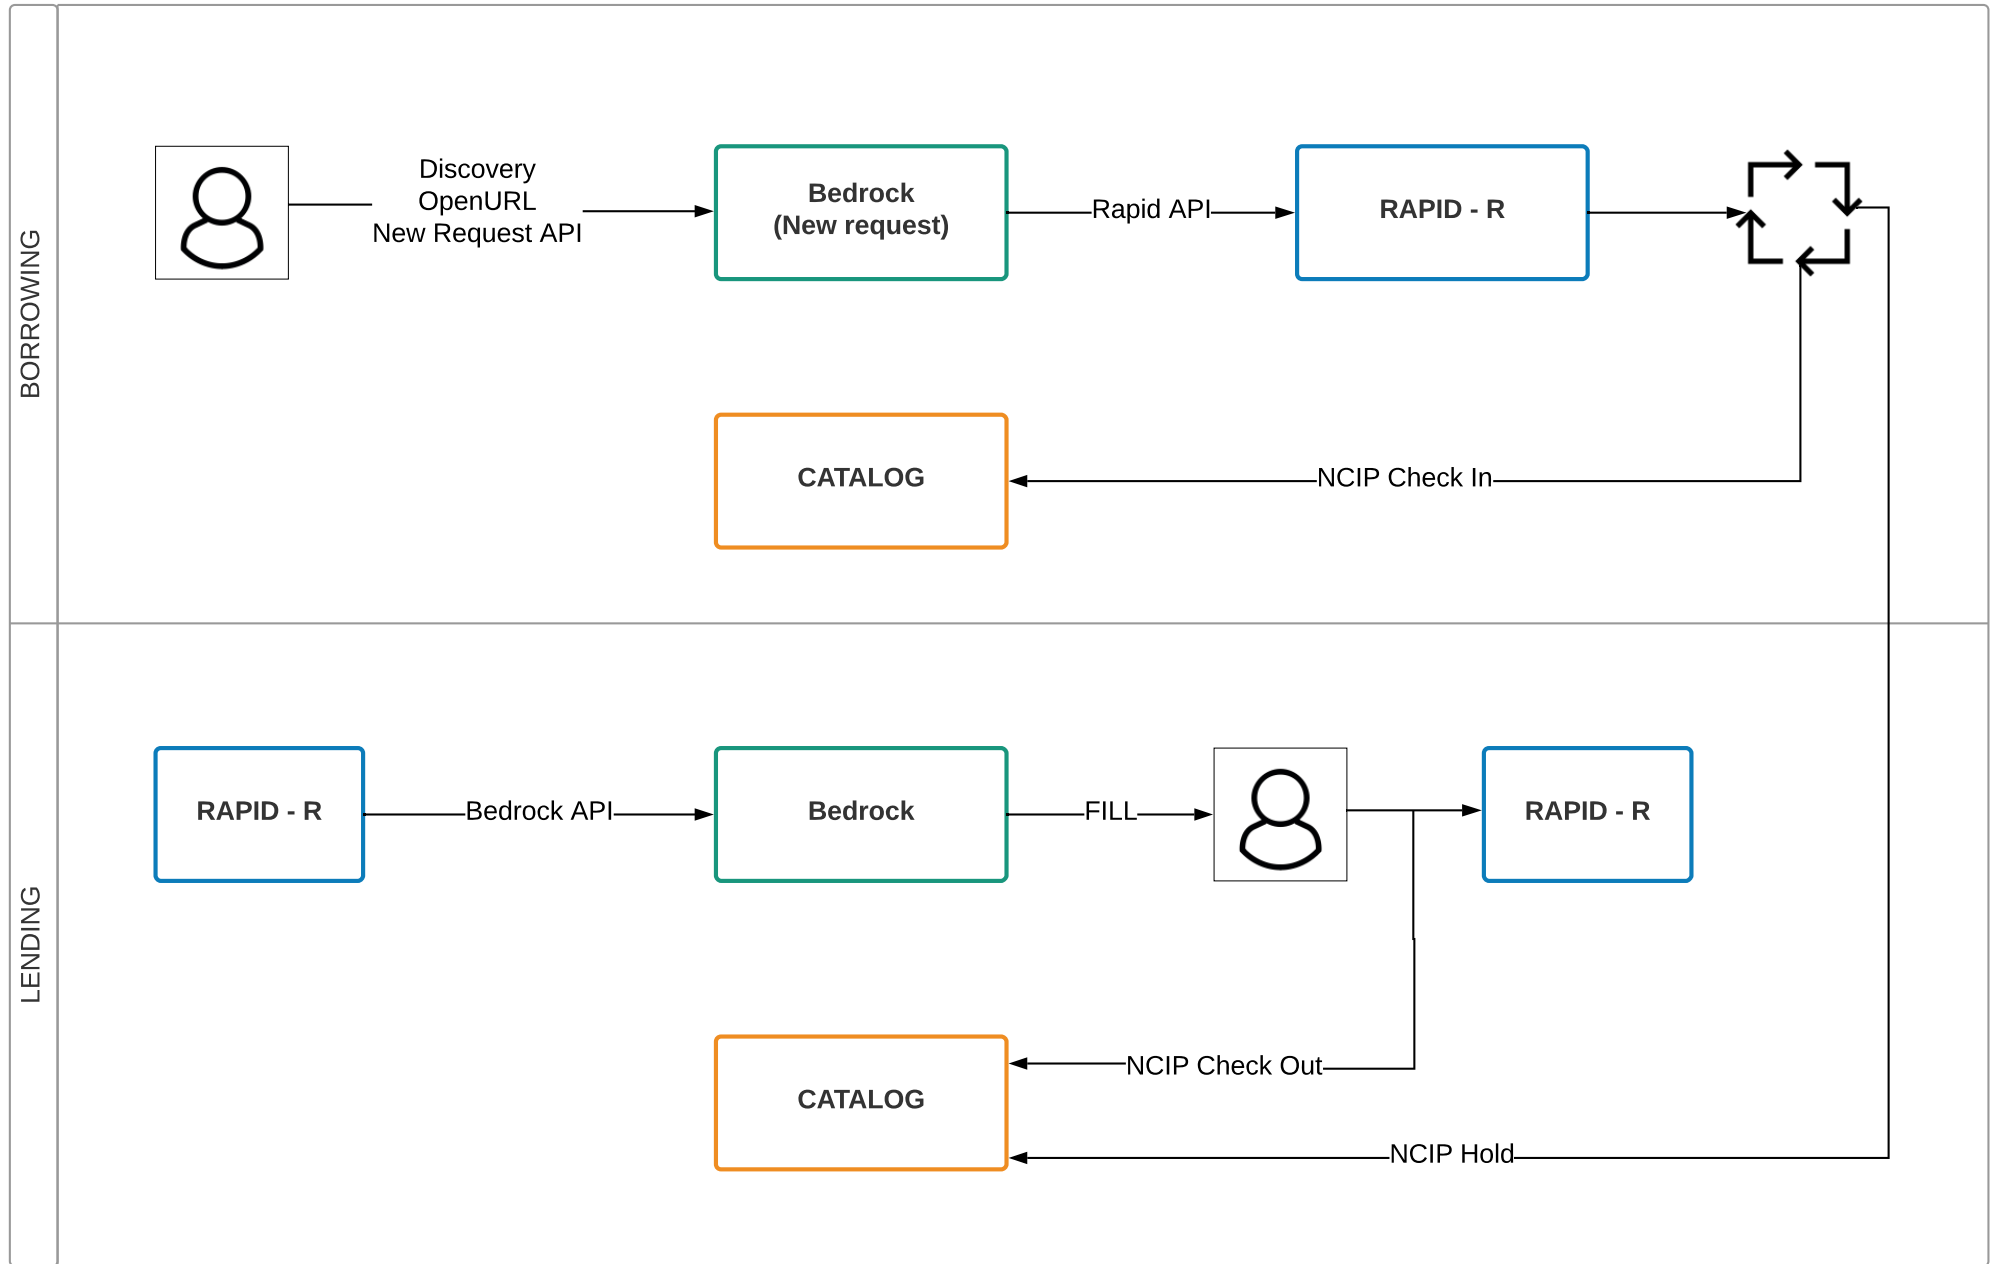 BORROWING
Discovery
OpenURL
New Request API
Bedrock
(New request)
Rapid API
RAPID - R
CATALOG
NCIP Check In
LENDING
RAPID - R
Bedrock API
Bedrock
FILL
RAPID - R
CATALOG
NCIP Check Out
NCIP Hold